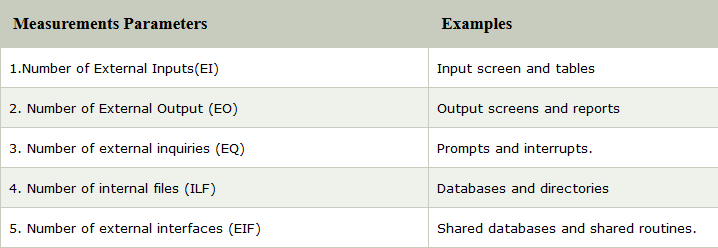 Measurements Parameters Examples
1.Number of External Inputs(EI) Input screen and tables
2. Number of External Output (EO) Output screens and reports
3. Number of external inquiries (EQ) Prompts and interrupts.
4. Number of internal files (ILF) Databases and directories
5. Number of external interfaces (EIF) Shared databases and shared routines.